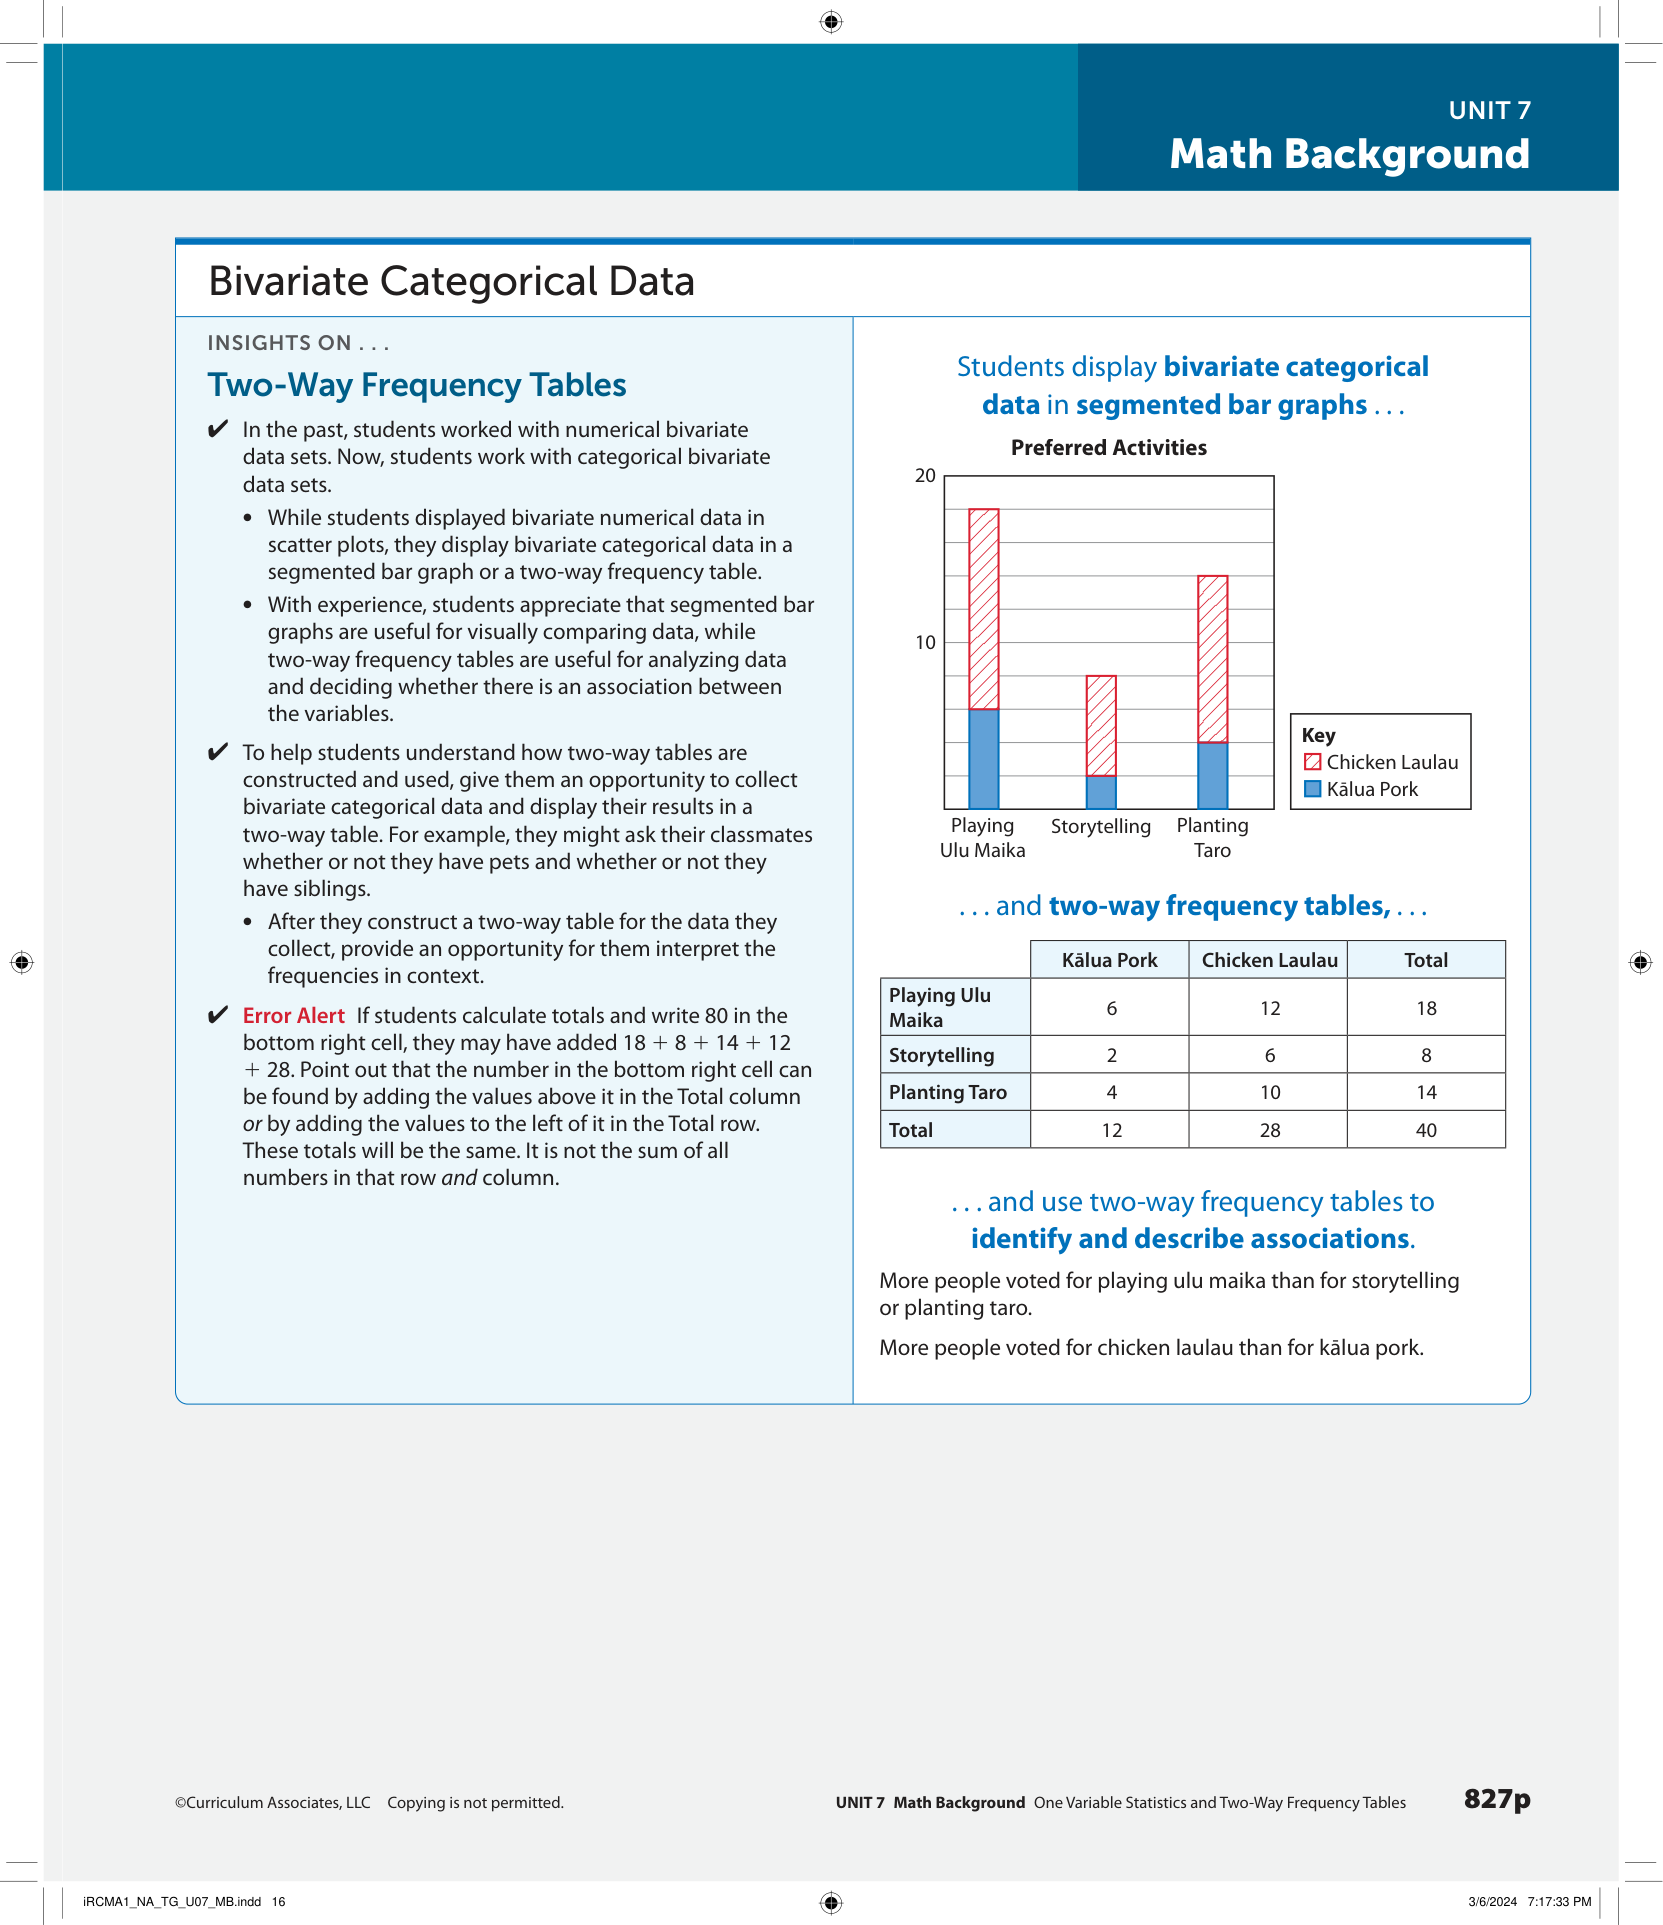 UNIT 7
Math Background
Bivariate Categorical Data
INSIGHTS ON . . .
Two-Way Frequency Tables
✔ In the past, students worked with numerical bivariate
data sets. Now, students work with categorical bivariate
data sets.
• While students displayed bivariate numerical data in
scatter plots, they display bivariate categorical data in a
segmented bar graph or a two-way frequency table.
• With experience, students appreciate that segmented bar
graphs are useful for visually comparing data, while
two-way frequency tables are useful for analyzing data
and deciding whether there is an association between
the variables.
✔ To help students understand how two-way tables are
constructed and used, give them an opportunity to collect
bivariate categorical data and display their results in a
two-way table. For example, they might ask their classmates
whether or not they have pets and whether or not they
have siblings.
• After they construct a two-way table for the data they
collect, provide an opportunity for them interpret the
frequencies in context.
✔ Error Alert If students calculate totals and write 80 in the
bottom right cell, they may have added 18 + 8 + 14 + 12
+ 28. Point out that the number in the bottom right cell can
be found by adding the values above it in the Total column
or by adding the values to the left of it in the Total row.
These totals will be the same. It is not the sum of all
numbers in that row and column.
Students display bivariate categorical
data in segmented bar graphs . . .
Preferred Activities
20
10
Key
Chicken Laulau
Kālua Pork
Playing Storytelling Planting
Ulu Maika Taro
. . . and two-way frequency tables, . . .
Kālua Pork Chicken Laulau Total
Playing Ulu
Maika 6 12 18
Storytelling 2 6 8
Planting Taro 4 10 14
Total 12 28 40
. . . and use two-way frequency tables to
identify and describe associations.
More people voted for playing ulu maika than for storytelling
or planting taro.
More people voted for chicken laulau than for kālua pork.
©Curriculum Associates, LLC Copying is not permitted.
UNIT 7 Math Background One Variable Statistics and Two-Way Frequency Tables 827p
iRCMA1_NA_TG_U07_MB.indd 16
3/6/2024 7:17:33 PM